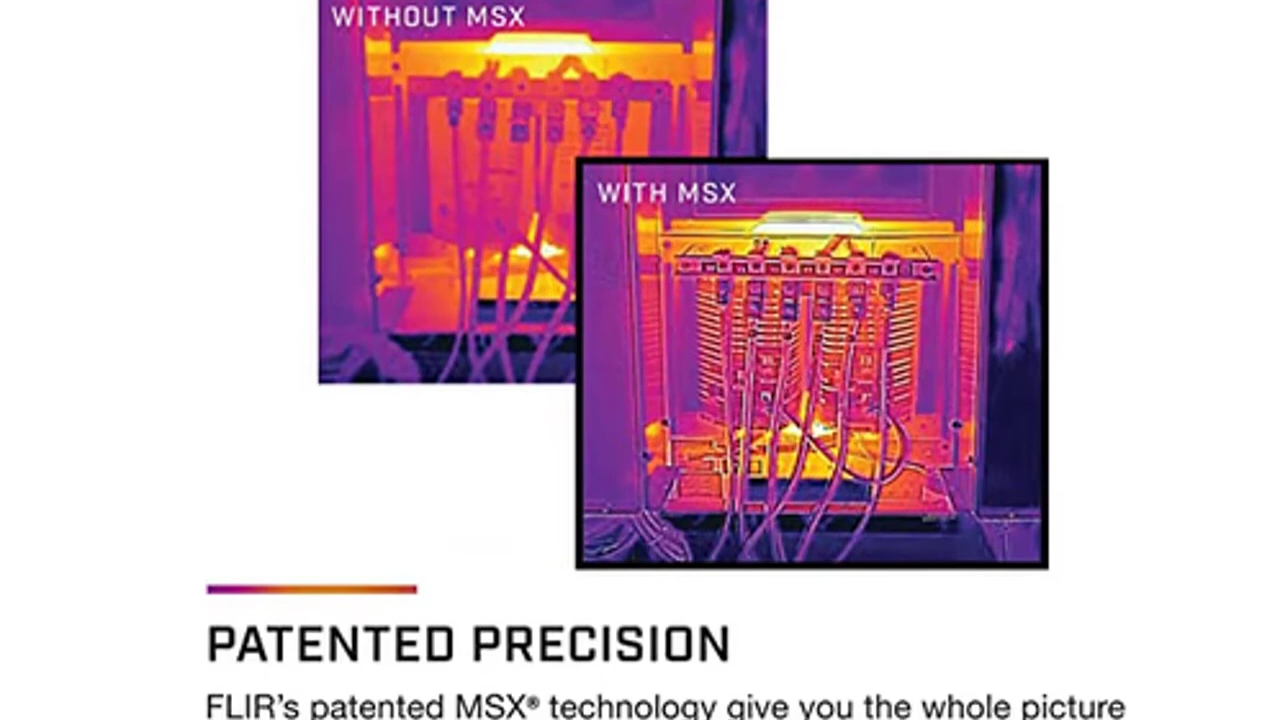 WITHOUT MSX
WITH MSX
PATENTED PRECISION
FLIR’s patented MSX® technology give you the whole picture